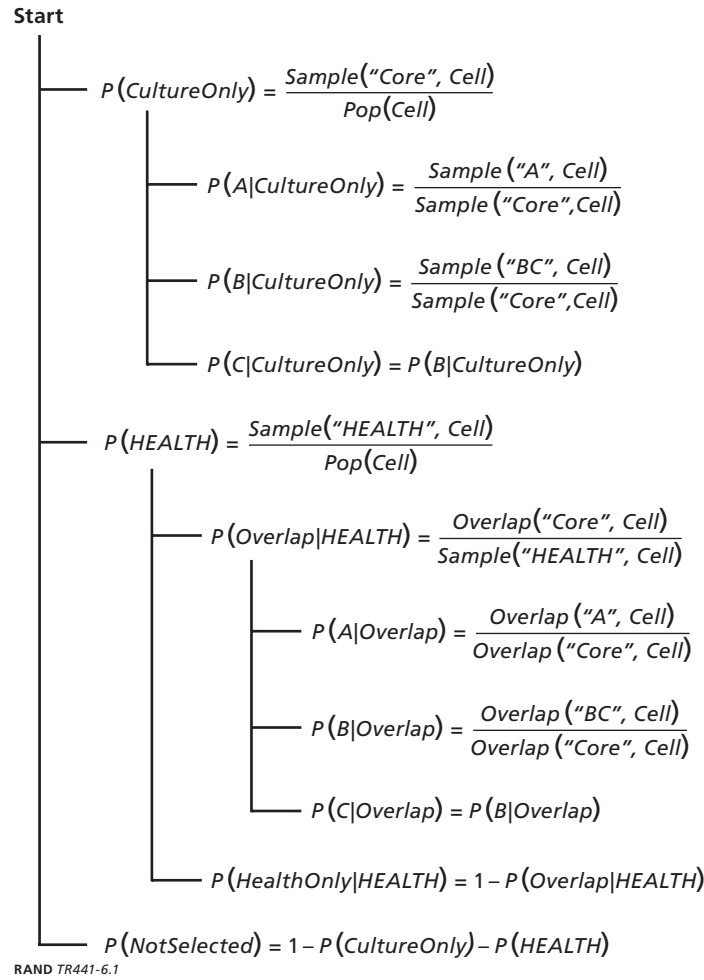 Start
P(CultureOnly) = Sample("Core", Cell) / Pop(Cell)
P(A|CultureOnly) = Sample ("A", Cell) / Sample ("Core",Cell)
P(B|CultureOnly) = Sample ("BC", Cell) / Sample ("Core",Cell)
P(C|CultureOnly) = P(B|CultureOnly)
P(HEALTH) = Sample("HEALTH", Cell) / Pop(Cell)
P(Overlap|HEALTH) = Overlap("Core", Cell) / Sample("HEALTH", Cell)
P(A|Overlap) = Overlap ("A", Cell) / Overlap ("Core", Cell)
P(B|Overlap) = Overlap ("BC", Cell) / Overlap ("Core", Cell)
P(C|Overlap) = P(B|Overlap)
P(HealthOnly|HEALTH) = 1 – P(Overlap|HEALTH)
P(NotSelected) = 1 – P(CultureOnly) – P(HEALTH)
RAND TR441-6.1